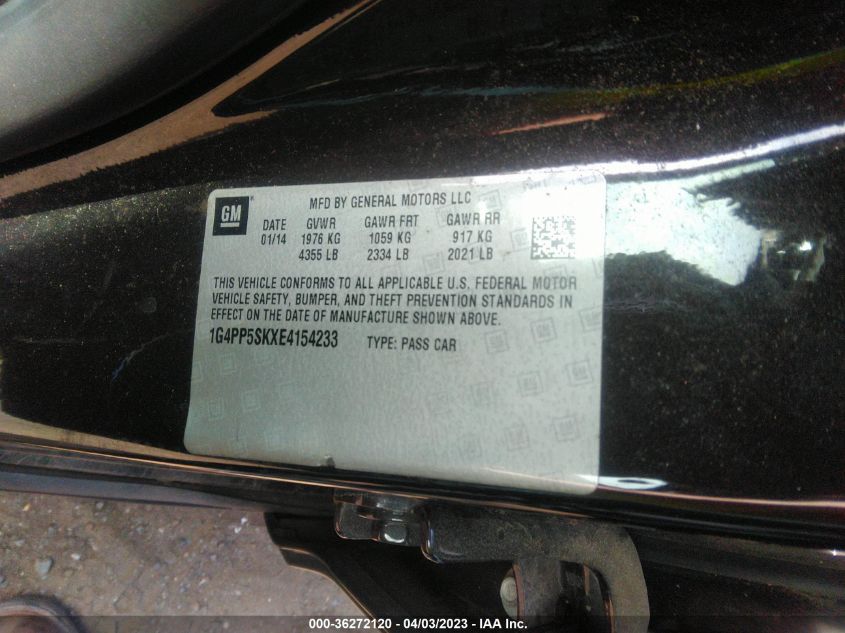 GM
MFD BY GENERAL MOTORS LLC
DATE GVWR GAWR FRT GAWR RR
01/14 1976 KG 1059 KG 917 KG
4355 LB 2334 LB 2021 LB
THIS VEHICLE CONFORMS TO ALL APPLICABLE U.S. FEDERAL MOTOR
VEHICLE SAFETY, BUMPER, AND THEFT PREVENTION STANDARDS IN
EFFECT ON THE DATE OF MANUFACTURE SHOWN ABOVE.
1G4PP5SKXE4154233 TYPE: PASS CAR
000-36272120 - 04/03/2023 - IAA Inc.